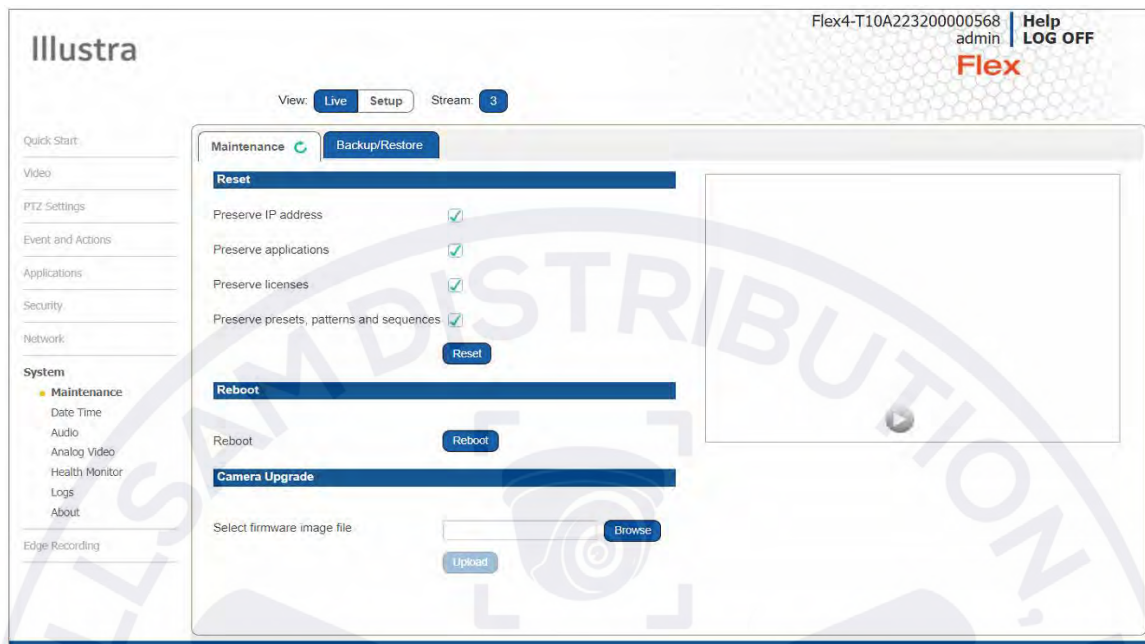 Illustra
Flex4-T10A223200000568
admin
Help
LOG OFF
Flex
View: Live Setup Stream: 3
Quick Start
Video
PTZ Settings
Event and Actions
Applications
Security
Network
System
Maintenance
Date Time
Audio
Analog Video
Health Monitor
Logs
About
Edge Recording
Maintenance Backup/Restore
Reset
Preserve IP address
Preserve applications
Preserve licenses
Preserve presets, patterns and sequences
Reset
Reboot
Reboot Reboot
Camera Upgrade
Select firmware image file Browse
Upload
LLSAM DISTRIBUTION,